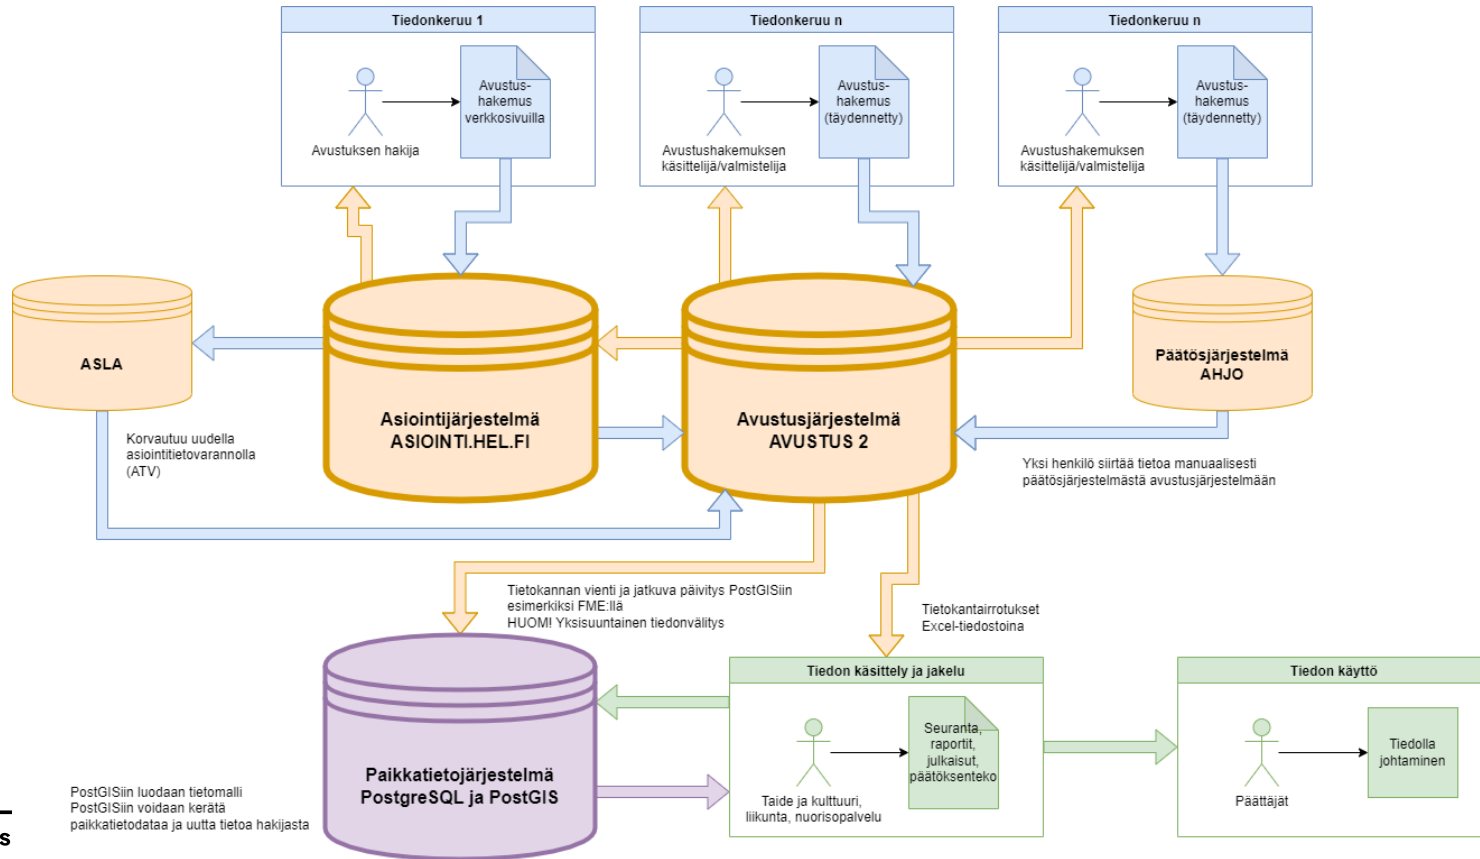 Tiedonkeruu 1
Tiedonkeruu n
Tiedonkeruu n
Avustus-
hakemus
verkkosivuilla
Avustuksen hakija
Avustus-
hakemus
(täydennetty)
Avustushakemuksen
käsittelijä/valmistelija
Avustus-
hakemus
(täydennetty)
Avustushakemuksen
käsittelijä/valmistelija
ASLA
Asiointijärjestelmä
ASIOINTI.HEL.FI
Avustusjärjestelmä
AVUSTUS 2
Päätösjärjestelmä
AHJO
Korvautuu uudella
asiointitietovarannolla
(ATV)
Yksi henkilö siirtää tietoa manuaalisesti
päätösjärjestelmästä avustusjärjestelmään
Tietokannan vienti ja jatkuva päivitys PostGISiin
esimerkiksi FME:llä
HUOM! Yksisuuntainen tiedonvälitys
Tietokantairrotukset
Excel-tiedostoina
Tiedon käsittely ja jakelu
Seuranta,
raportit,
julkaisut,
päätöksenteko
Taide ja kulttuuri,
liikunta, nuorisopalvelu
Tiedon käyttö
Päättäjät
Tiedolla
johtaminen
Paikkatietojärjestelmä
PostgreSQL ja PostGIS
PostGISiin luodaan tietomalli
PostGISiin voidaan kerätä
paikkatietodataa ja uutta tietoa hakijasta
s